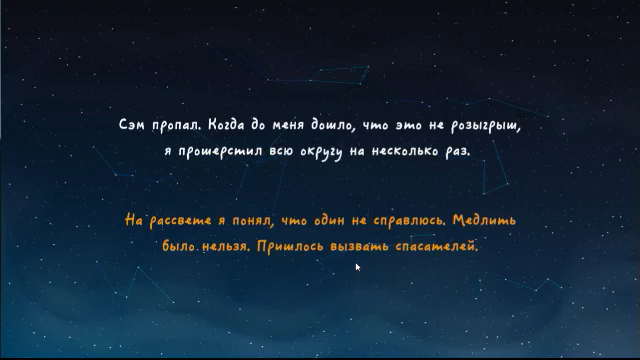 Сэм пропал. Когда до меня дошло, что это не розыгрыш,
я прошерстил всю округу на несколько раз.
На рассвете я понял, что один не справлюсь. Медлить
было нельзя. Пришлось вызвать спасателей.